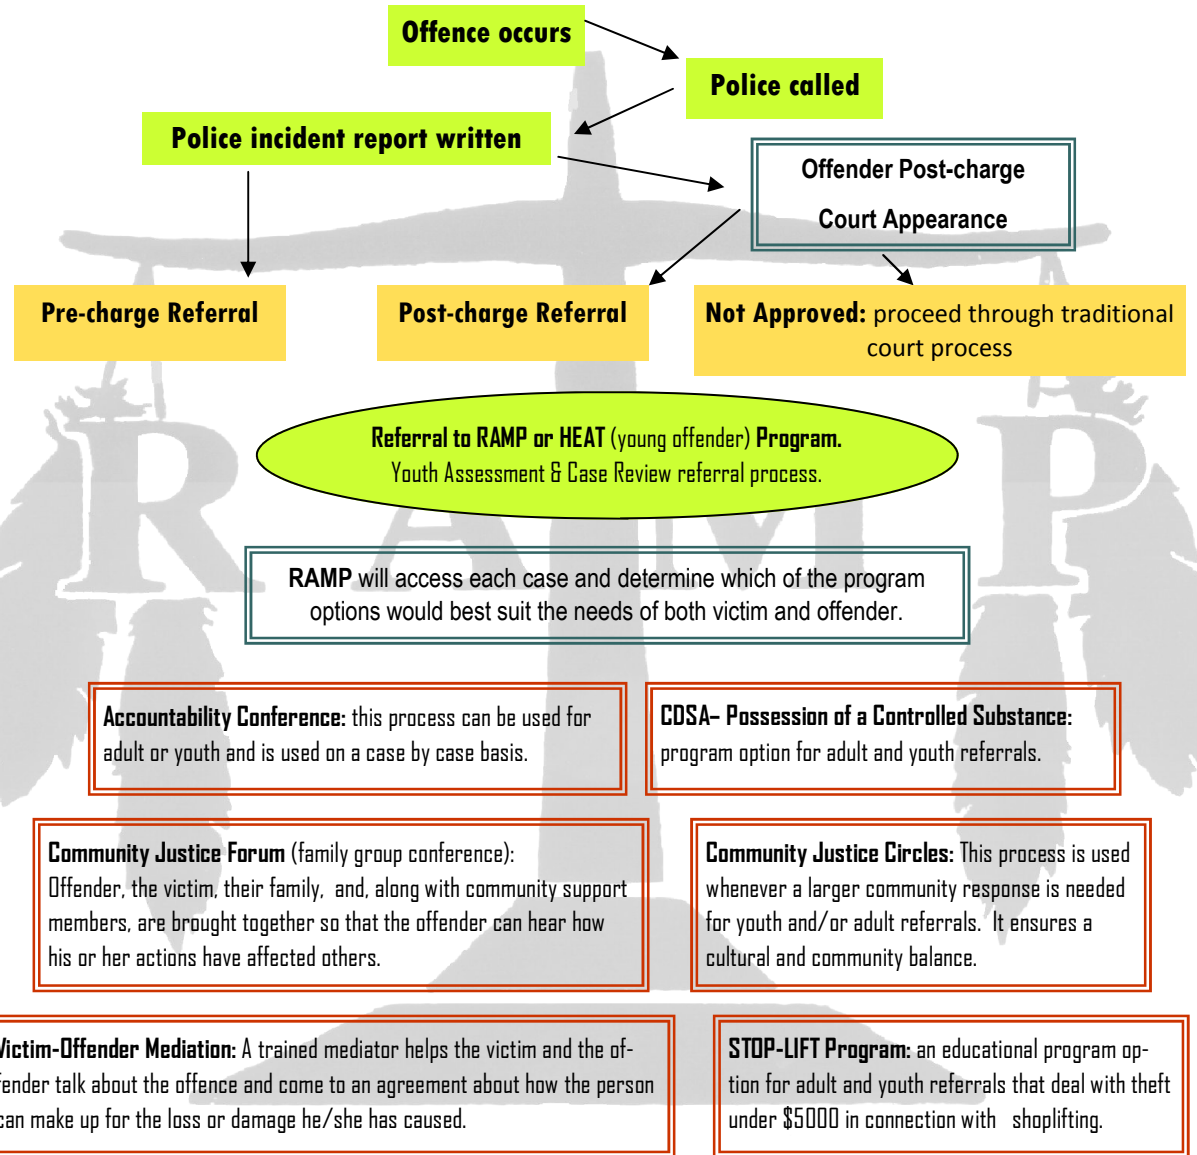 Offence occurs
Police called
Police incident report written
Offender Post-charge
Court Appearance
Pre-charge Referral
Post-charge Referral
Not Approved: proceed through traditional
court process
Referral to RAMP or HEAT (young offender) Program.
Youth Assessment & Case Review referral process.
R A M P
RAMP will access each case and determine which of the program
options would best suit the needs of both victim and offender.
Accountability Conference: this process can be used for
adult or youth and is used on a case by case basis.
CDSA– Possession of a Controlled Substance:
program option for adult and youth referrals.
Community Justice Forum (family group conference):
Offender, the victim, their family, and, along with community support
members, are brought together so that the offender can hear how
his or her actions have affected others.
Community Justice Circles: This process is used
whenever a larger community response is needed
for youth and/or adult referrals. It ensures a
cultural and community balance.
Victim-Offender Mediation: A trained mediator helps the victim and the of-
fender talk about the offence and come to an agreement about how the person
can make up for the loss or damage he/she has caused.
STOP-LIFT Program: an educational program op-
tion for adult and youth referrals that deal with theft
under $5000 in connection with shoplifting.